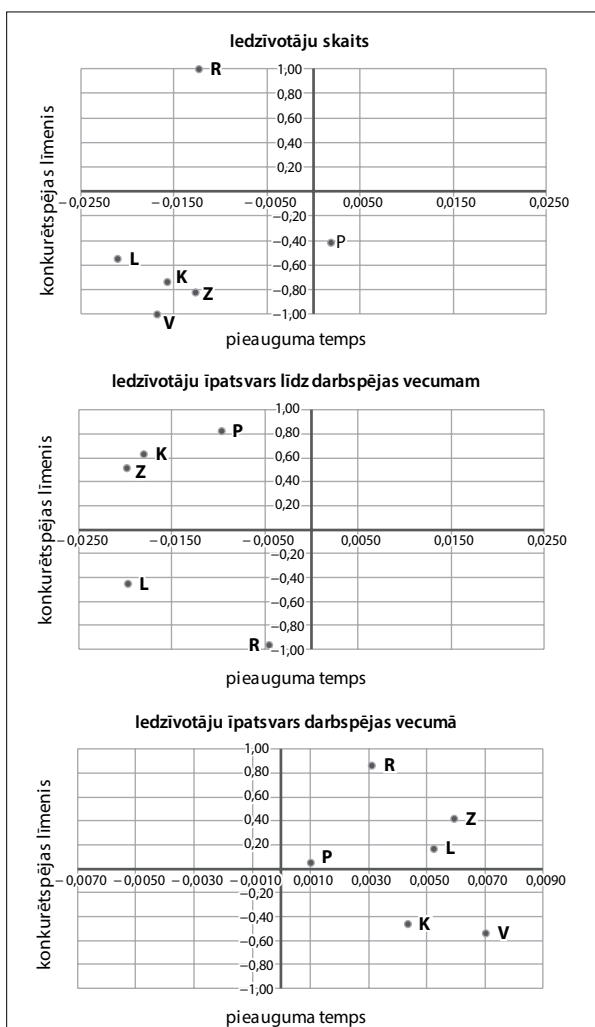 Iedzīvotāju skaits
konkurētspējas līmenis
R
1,00
0,80
0,60
0,40
0,20
−0,0250 −0,0150 −0,0050 0,0050 0,0150 0,0250
−0,20
−0,40
P
−0,60
L
K
−0,80
Z
−1,00
V
pieauguma temps
Iedzīvotāju īpatsvars līdz darbspējas vecumam
konkurētspējas līmenis
1,00
P
0,80
K
0,60
Z
0,40
0,20
−0,0250 −0,0150 −0,0050 0,0050 0,0150 0,0250
−0,20
−0,40
L
−0,60
−0,80
R
−1,00
pieauguma temps
Iedzīvotāju īpatsvars darbspējas vecumā
konkurētspējas līmenis
1,00
R
0,80
0,60
Z
0,40
L
0,20
P
−0,0070 −0,0050 −0,0030 −0,0010 0,0010 0,0030 0,0050 0,0070 0,0090
−0,20
−0,40
K
V
−0,60
−0,80
−1,00
pieauguma temps